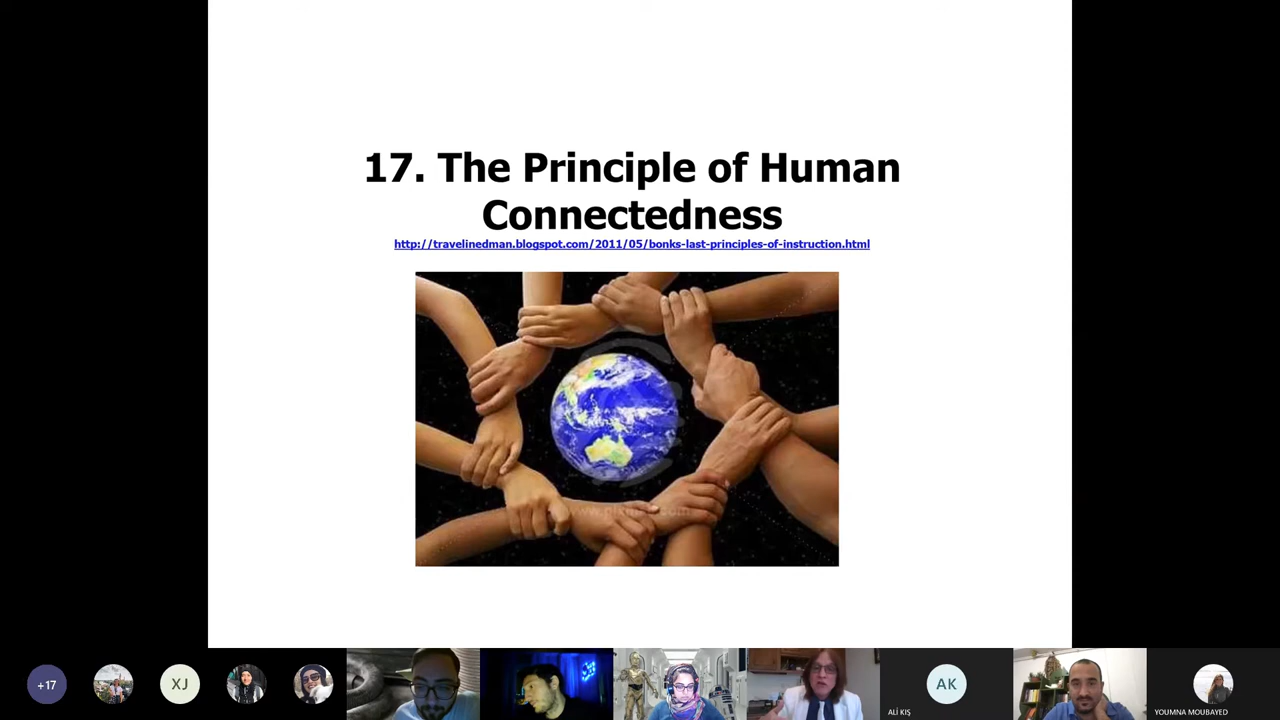 17. The Principle of Human
Connectedness
http://travelinedman.blogspot.com/2011/05/bonks-last-principles-of-instruction.html
+17
XJ
AK
ALİ KIŞ
YOUMNA MOUBAYED